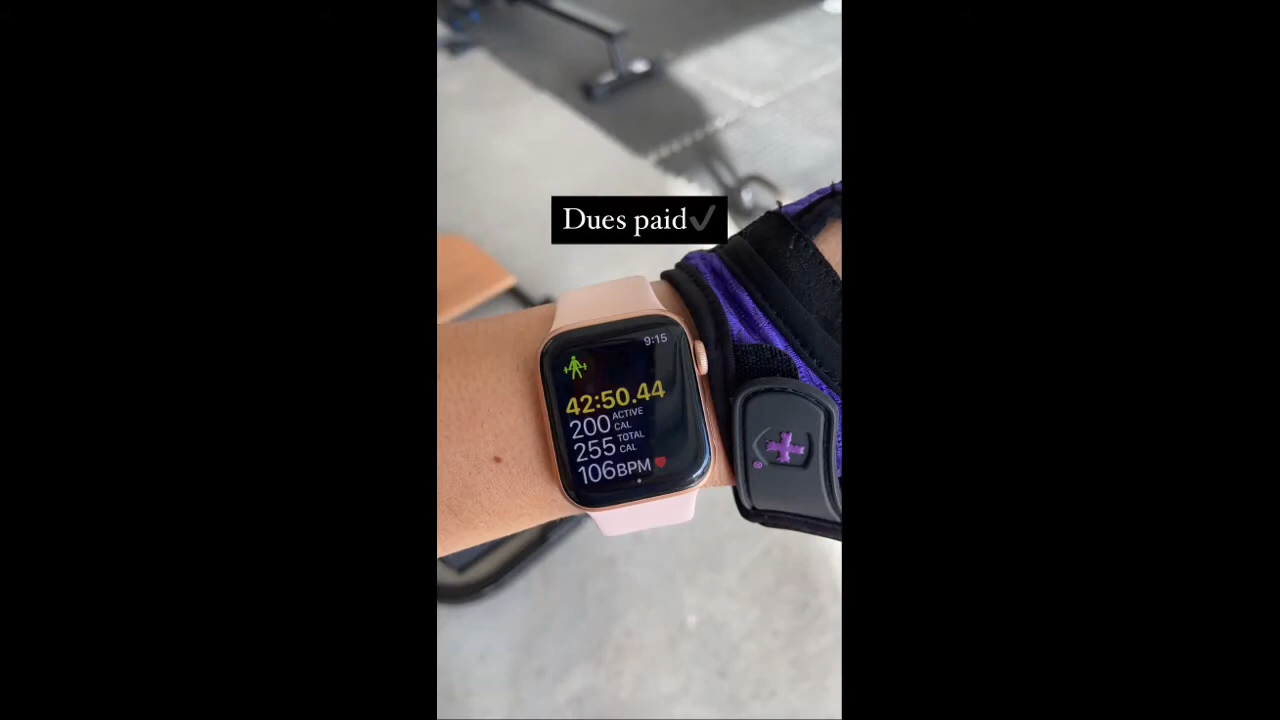 Dues paid✔
9:15
42:50.44
200 ACTIVE CAL
255 TOTAL CAL
106BPM
®